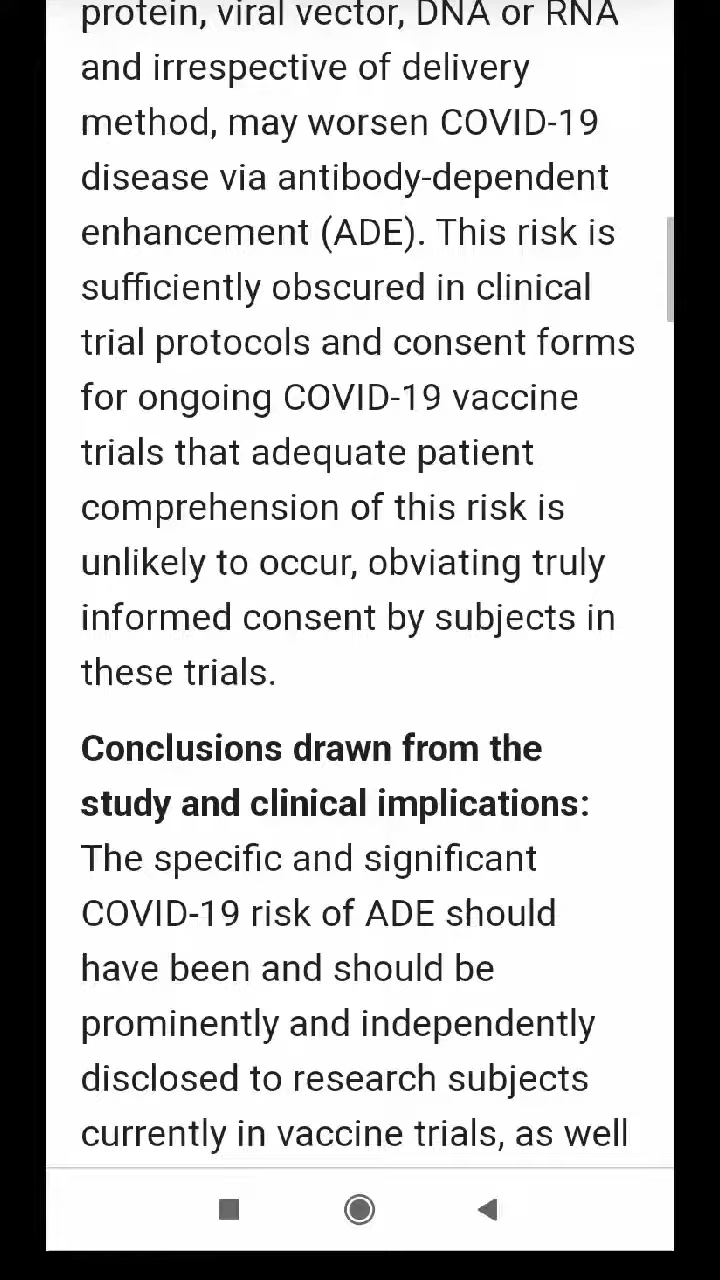 protein, viral vector, DNA or RNA
and irrespective of delivery
method, may worsen COVID-19
disease via antibody-dependent
enhancement (ADE). This risk is
sufficiently obscured in clinical
trial protocols and consent forms
for ongoing COVID-19 vaccine
trials that adequate patient
comprehension of this risk is
unlikely to occur, obviating truly
informed consent by subjects in
these trials.
Conclusions drawn from the
study and clinical implications:
The specific and significant
COVID-19 risk of ADE should
have been and should be
prominently and independently
disclosed to research subjects
currently in vaccine trials, as well